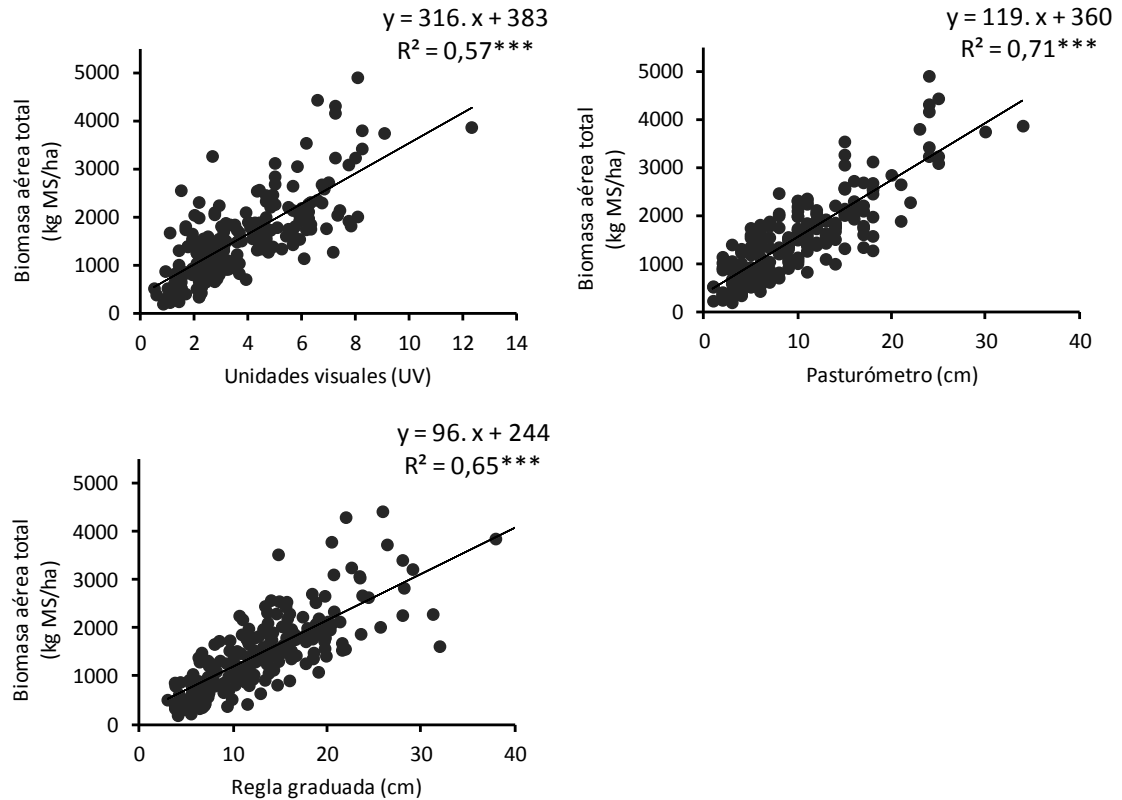 y = 316. x + 383
R² = 0,57***
Biomasa aérea total
(kg MS/ha)
5000
4000
3000
2000
1000
0
0 2 4 6 8 10 12 14
Unidades visuales (UV)
y = 119. x + 360
R² = 0,71***
Biomasa aérea total
(kg MS/ha)
5000
4000
3000
2000
1000
0
0 10 20 30 40
Pasturómetro (cm)
y = 96. x + 244
R² = 0,65***
Biomasa aérea total
(kg MS/ha)
5000
4000
3000
2000
1000
0
0 10 20 30 40
Regla graduada (cm)